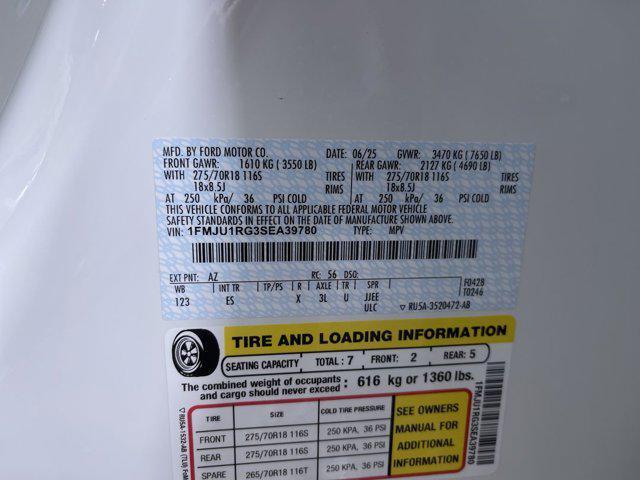 MFD. BY FORD MOTOR CO. DATE: 06/25 GVWR: 3470 KG ( 7650 LB)
FRONT GAWR: 1610 KG ( 3550 LB) REAR GAWR: 2127 KG ( 4690 LB)
WITH 275/70R18 116S TIRES WITH 275/70R18 116S TIRES
18x8.5J RIMS 18x8.5J RIMS
AT 250 kPa/ 36 PSI COLD AT 250 kPa/ 36 PSI COLD
THIS VEHICLE CONFORMS TO ALL APPLICABLE FEDERAL MOTOR VEHICLE
SAFETY STANDARDS IN EFFECT ON THE DATE OF MANUFACTURE SHOWN ABOVE.
VIN: 1FMJU1RG3SEA39780 TYPE: MPV
EXT PNT: AZ RC: 56 DSO:
WB INT TR TP/PS R AXLE TR SPR F0428
123 ES X 3L U JJEE T0246
ULC ▽ RU5A-3520472-AB
TIRE AND LOADING INFORMATION
SEATING CAPACITY TOTAL : 7 FRONT: 2 REAR: 5
The combined weight of occupants and cargo should never exceed : 616 kg or 1360 lbs.
TIRE SIZE COLD TIRE PRESSURE
FRONT 275/70R18 116S 250 KPA, 36 PSI
REAR 275/70R18 116S 250 KPA, 36 PSI
SPARE 265/70R18 116T 250 KPA, 36 PSI
SEE OWNERS
MANUAL FOR
ADDITIONAL
INFORMATION
1FMJU1RG3SEA39780
▽ RU5A-1532-AB (TLU)